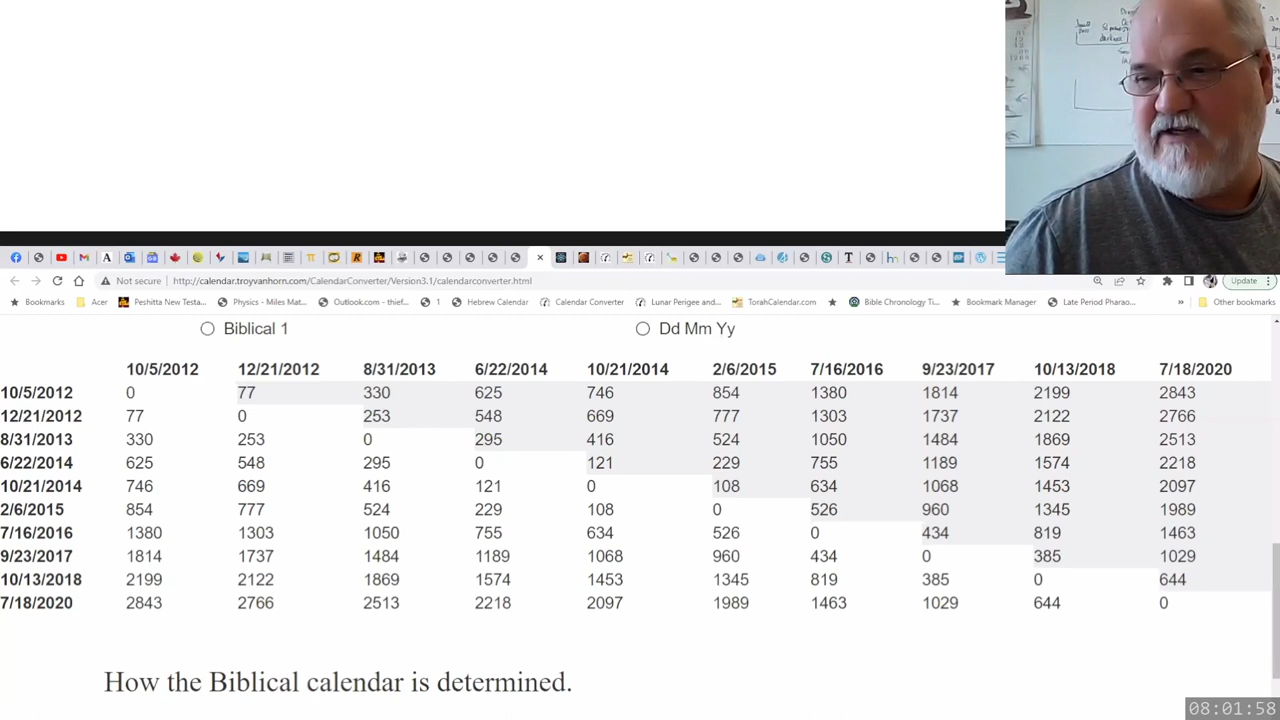 Not secure | http://calendar.troyvanhorn.com/CalendarConverter/Version3.1/calendarconverter.html
Update
Bookmarks Acer Peshitta New Testa... Physics - Miles Mat... Outlook.com - thief... 1 Hebrew Calendar Calendar Converter Lunar Perigee and... TorahCalendar.com Bible Chronology Ti... Bookmark Manager Late Period Pharao... » Other bookmarks
Biblical 1 Dd Mm Yy
10/5/2012 12/21/2012 8/31/2013 6/22/2014 10/21/2014 2/6/2015 7/16/2016 9/23/2017 10/13/2018 7/18/2020
10/5/2012 0 77 330 625 746 854 1380 1814 2199 2843
12/21/2012 77 0 253 548 669 777 1303 1737 2122 2766
8/31/2013 330 253 0 295 416 524 1050 1484 1869 2513
6/22/2014 625 548 295 0 121 229 755 1189 1574 2218
10/21/2014 746 669 416 121 0 108 634 1068 1453 2097
2/6/2015 854 777 524 229 108 0 526 960 1345 1989
7/16/2016 1380 1303 1050 755 634 526 0 434 819 1463
9/23/2017 1814 1737 1484 1189 1068 960 434 0 385 1029
10/13/2018 2199 2122 1869 1574 1453 1345 819 385 0 644
7/18/2020 2843 2766 2513 2218 2097 1989 1463 1029 644 0
How the Biblical calendar is determined.
08:01:58